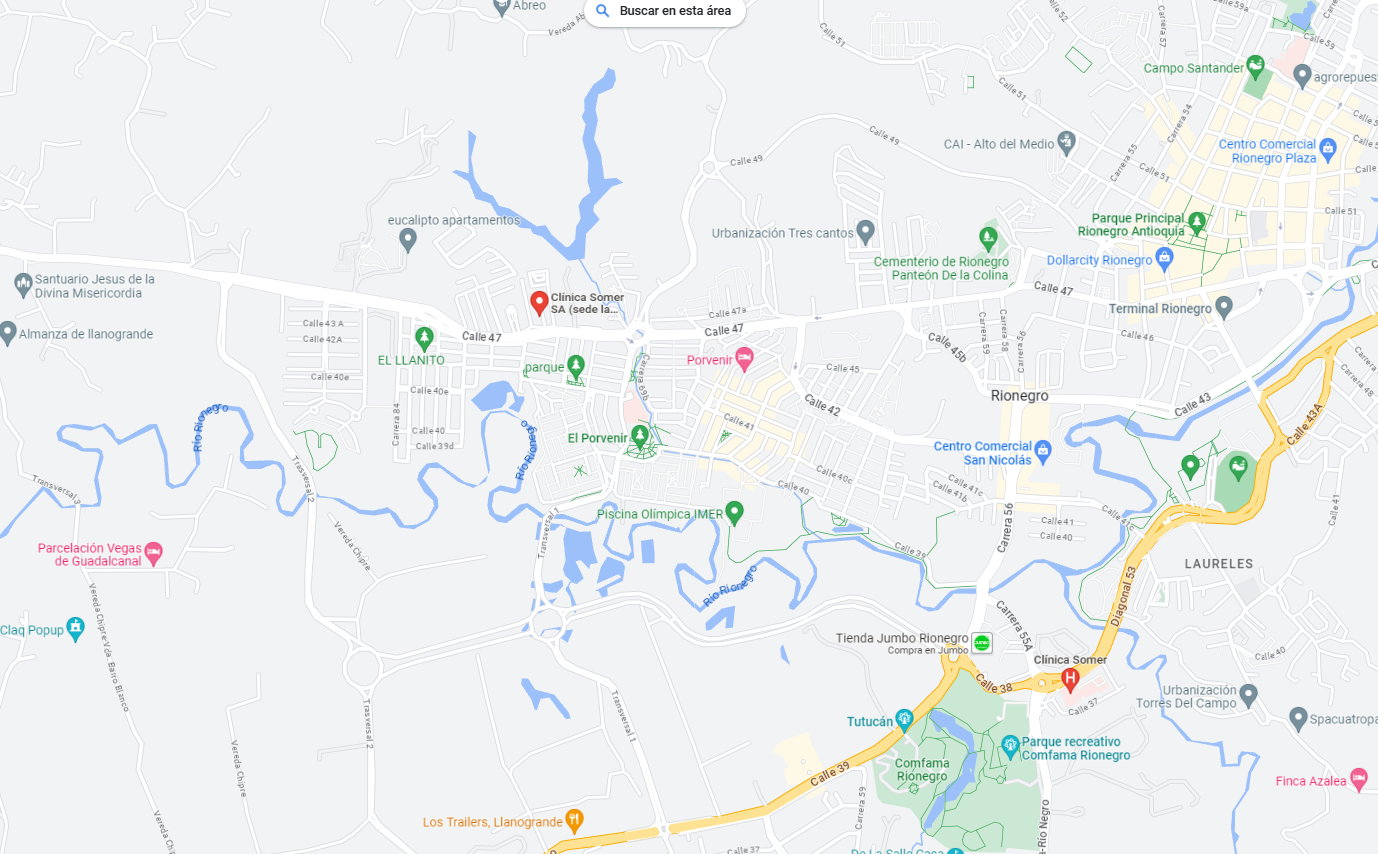 Abreo
Vereda Ab
Buscar en esta área
Calle 51
Calle 52
Calle 57
Calle 59a
Calle 59
Campo Santander
agrorepues
Calle 51
Carrera 54
Calle 49
Calle 49
CAI - Alto del Medio
Carrera 55
Centro Comercial
Rionegro Plaza
Calle 51
Calle 51
eucalipto apartamentos
Urbanización Tres cantos
Parque Principal
Rionegro Antioquia
Cementerio de Rionegro
Panteón De la Colina
Dollarcity Rionegro
Santuario Jesus de la
Divina Misericordia
Clínica Somer
SA (sede la...
Calle 47
Calle 47a
Terminal Rionegro
Almanza de llanogrande
Calle 43 A
Calle 42A
Calle 47
Calle 47
Carrera 59
Carrera 58
Carrera 56
Calle 46
EL LLANITO
parque
Porvenir
Calle 45
Calle 45b
Calle 40e
Calle 40e
Carrera 69b
Carrera 84
Calle 42
Rionegro
Calle 43
Calle 43A
Carrera 48
Río Rionegro
Río Rionegro
Calle 40
Calle 39d
El Porvenir
Calle 41
Centro Comercial
San Nicolás
Transversal 3
Transversal 2
Calle 40
Calle 40c
Calle 41b
Calle 41c
Calle 41c
Calle 41
Piscina Olímpica IMER
Transversal 1
Carrera 56
Calle 41
Calle 40
Vereda Chipre
Calle 39
Parcelación Vegas
de Guadalcanal
Río Rionegro
LAURELES
Diagonal 53
Vereda Chipre-Vda. Barro Blanco
Claq Popup
Tienda Jumbo Rionegro
Compra en Jumbo
Carrera 55A
Clínica Somer
Calle 40
Calle 38
Calle 37
Urbanización
Torres Del Campo
Transversal 2
Transversal 1
Vereda Chipre
Tutucán
Spacuatropa
Parque recreativo
Comfama Rionegro
Comfama
Rionegro
Calle 39
Finca Azalea
Carrera 59
Vereda Chipre
Los Trailers, Llanogrande
a-Río Negro
Calle 37
De La Salle Casa